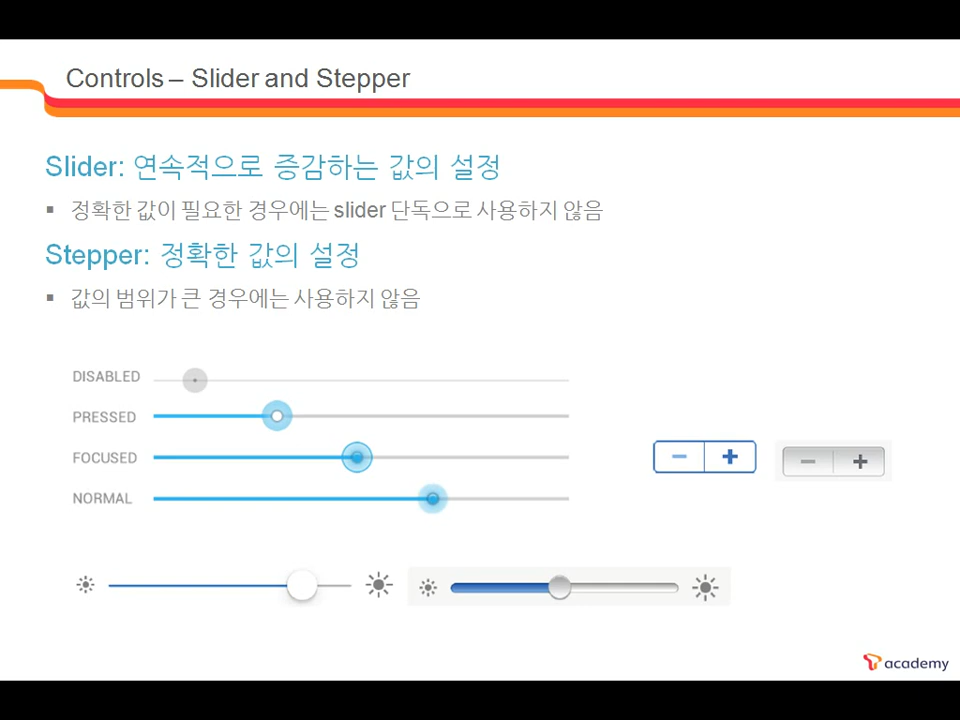 Controls – Slider and Stepper
Slider: 연속적으로 증감하는 값의 설정
▪ 정확한 값이 필요한 경우에는 slider 단독으로 사용하지 않음
Stepper: 정확한 값의 설정
▪ 값의 범위가 큰 경우에는 사용하지 않음
DISABLED
PRESSED
FOCUSED
NORMAL
T academy